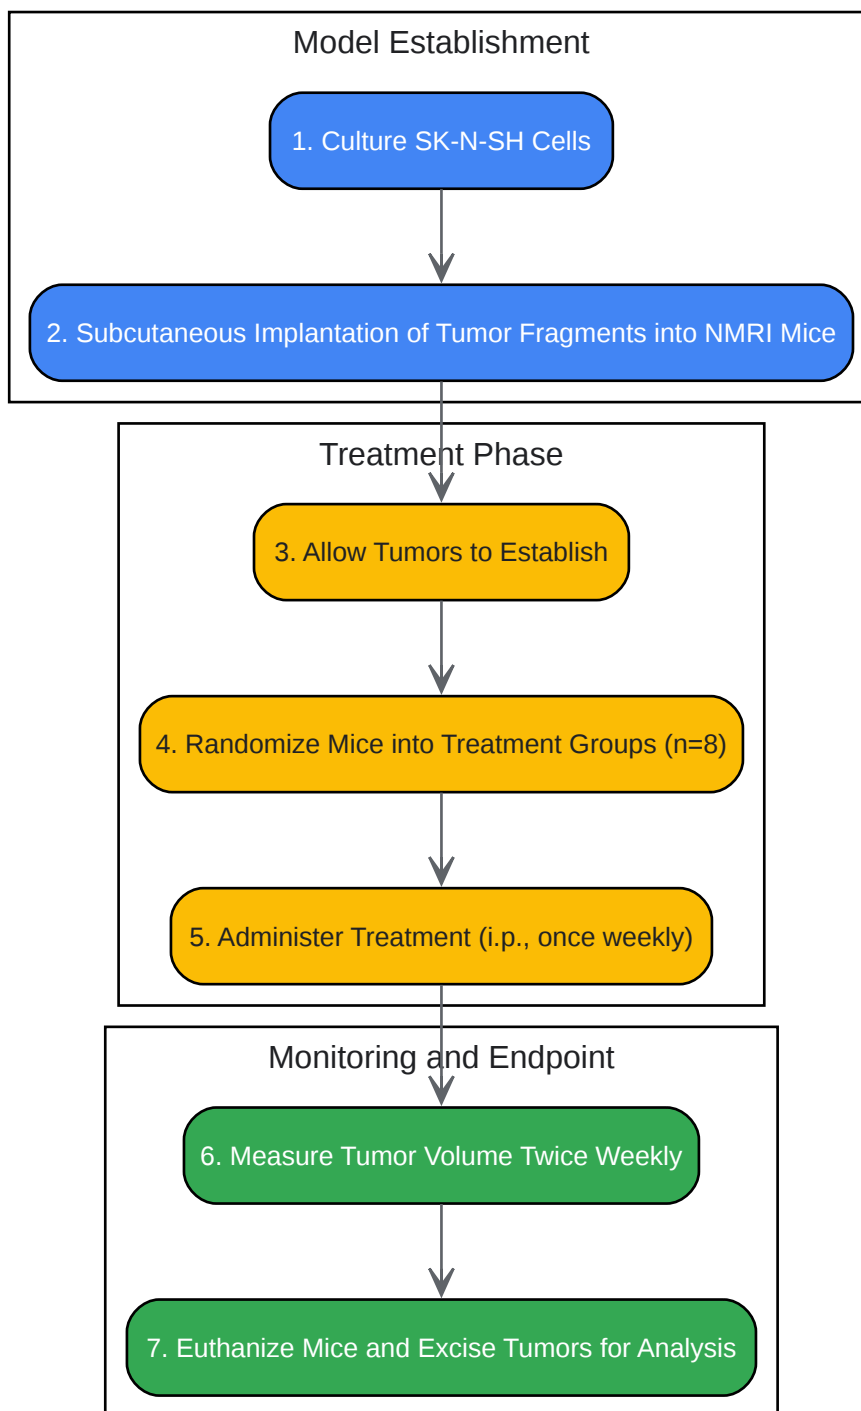 Model Establishment
1. Culture SK-N-SH Cells
2. Subcutaneous Implantation of Tumor Fragments into NMRI Mice
Treatment Phase
3. Allow Tumors to Establish
4. Randomize Mice into Treatment Groups (n=8)
5. Administer Treatment (i.p., once weekly)
Monitoring and Endpoint
6. Measure Tumor Volume Twice Weekly
7. Euthanize Mice and Excise Tumors for Analysis